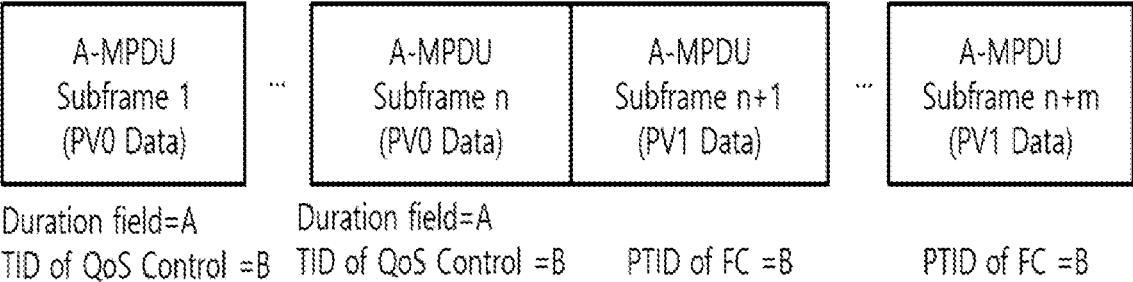 A-MPDU
Subframe 1
(PV0 Data)
...
A-MPDU
Subframe n
(PV0 Data)
A-MPDU
Subframe n+1
(PV1 Data)
...
A-MPDU
Subframe n+m
(PV1 Data)
Duration field=A
TID of QoS Control =B
Duration field=A
TID of QoS Control =B
PTID of FC =B
PTID of FC =B